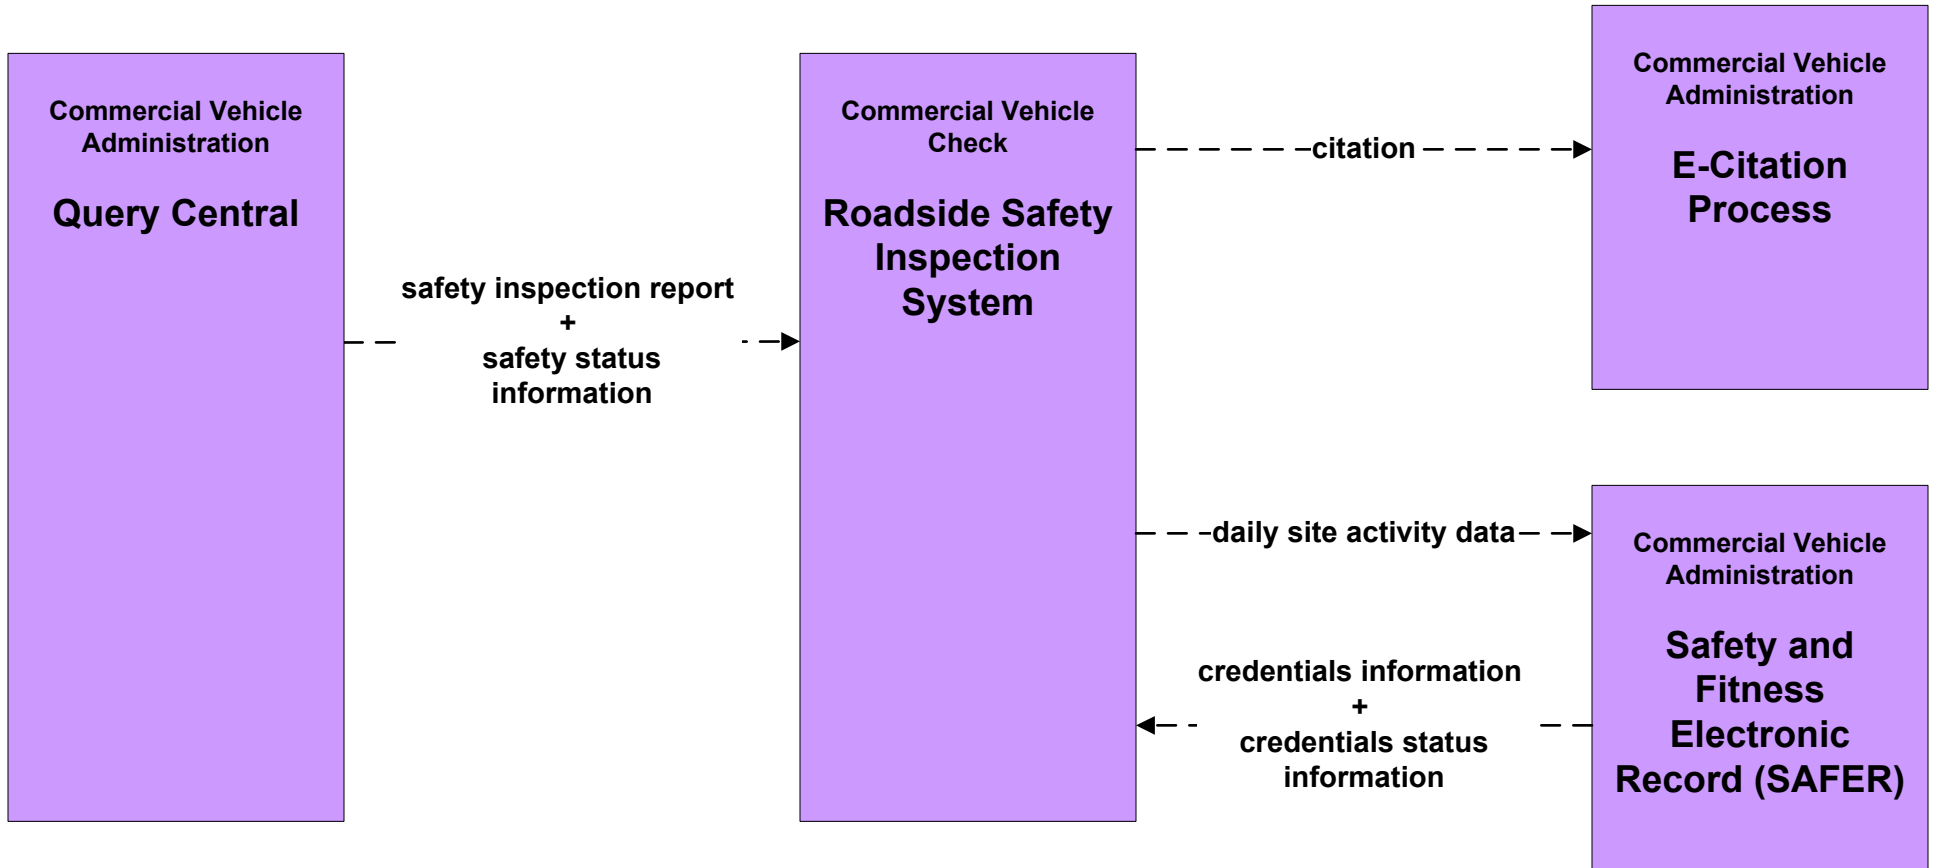 Commercial Vehicle
Administration
Query Central
safety inspection report
+
safety status
information
Commercial Vehicle
Check
Roadside Safety
Inspection
System
citation
daily site activity data
credentials information
+
credentials status
information
Commercial Vehicle
Administration
E-Citation
Process
Commercial Vehicle
Administration
Safety and
Fitness
Electronic
Record (SAFER)